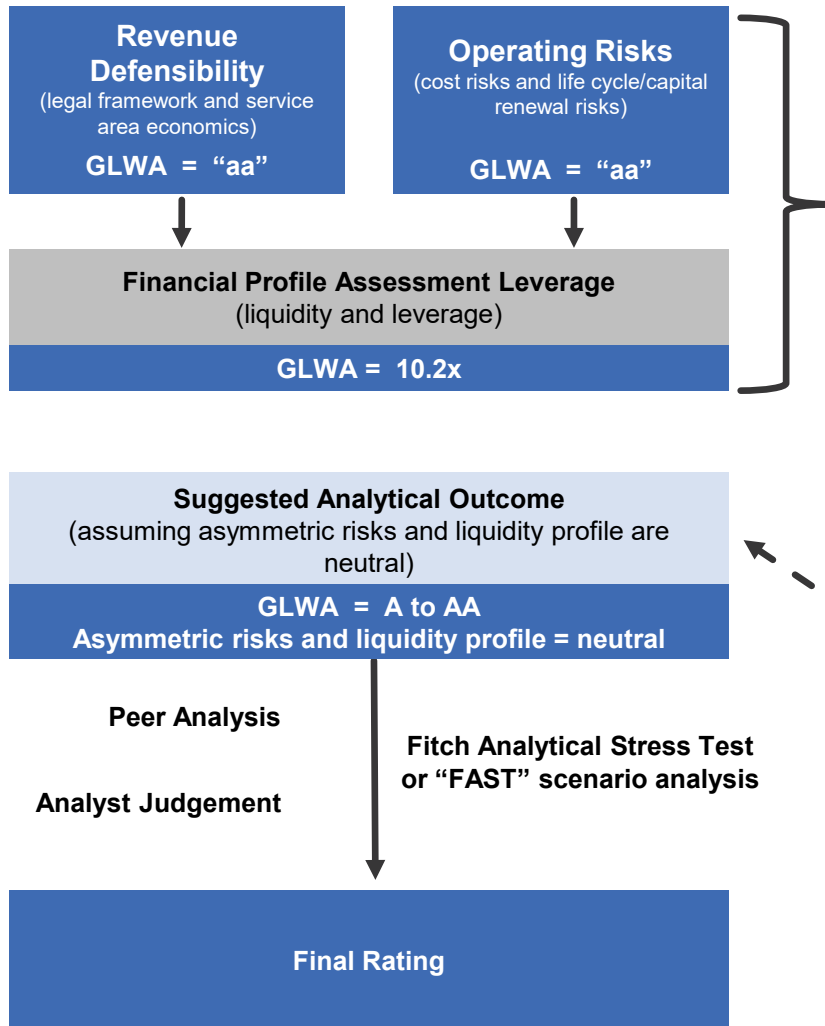 Revenue
Defensibility
(legal framework and service
area economics)
GLWA = “aa”
Operating Risks
(cost risks and life cycle/capital
renewal risks)
GLWA = “aa”
Financial Profile Assessment Leverage
(liquidity and leverage)
GLWA = 10.2x
Suggested Analytical Outcome
(assuming asymmetric risks and liquidity profile are
neutral)
GLWA = A to AA
Asymmetric risks and liquidity profile = neutral
Peer Analysis
Analyst Judgement
Fitch Analytical Stress Test
or “FAST” scenario analysis
Final Rating